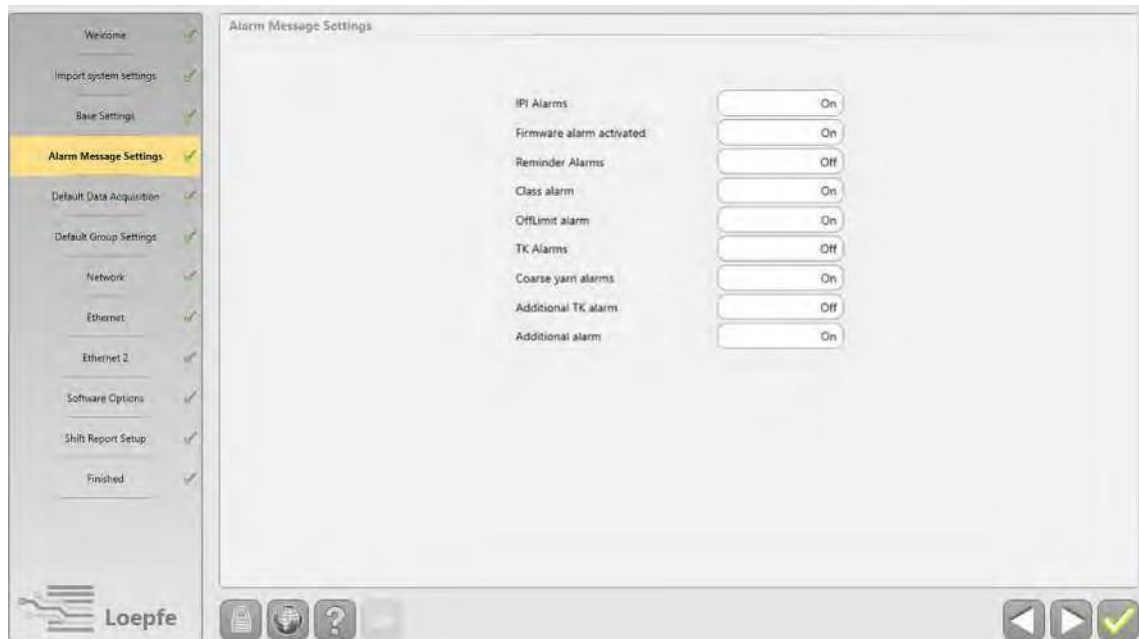 Welcome
Import system settings
Base Settings
Alarm Message Settings
Default Data Acquisition
Default Group Settings
Network
Ethernet
Ethernet 2
Software Options
Shift Report Setup
Finished
Loepfe
Alarm Message Settings
IPI Alarms On
Firmware alarm activated On
Reminder Alarms Off
Class alarm On
OffLimit alarm On
TK Alarms Off
Coarse yarn alarms On
Additional TK alarm Off
Additional alarm On
?